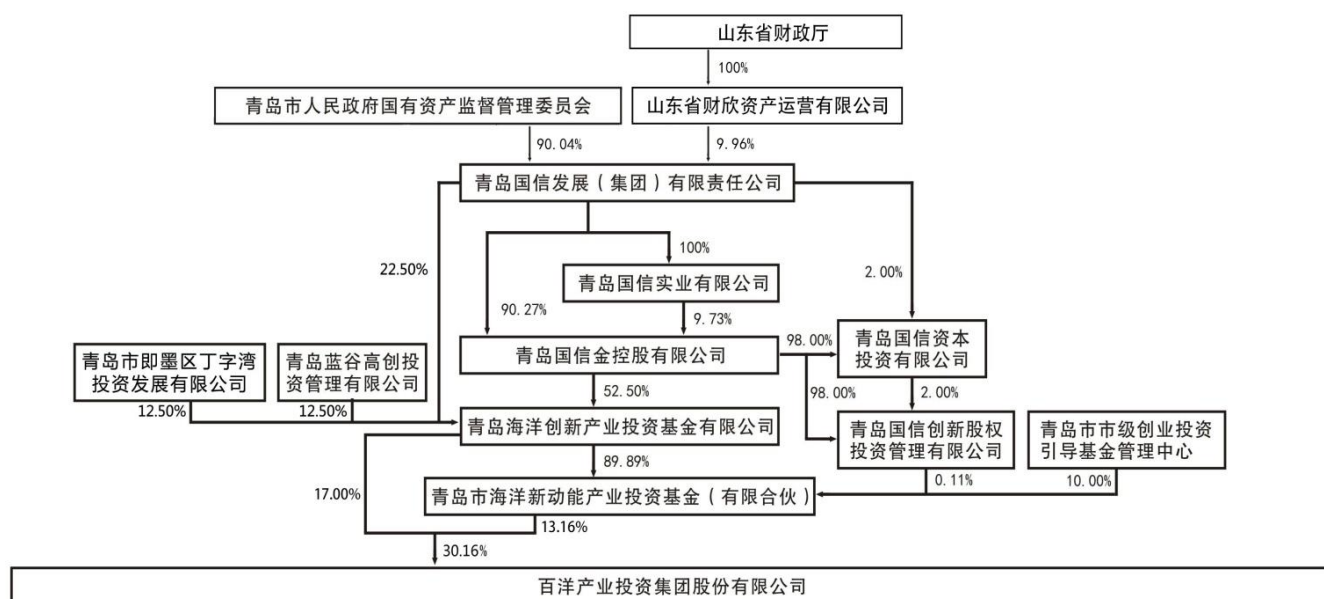 山东省财政厅
100%
青岛市人民政府国有资产监督管理委员会
山东省财欣资产运营有限公司
90.04%
9.96%
青岛国信发展（集团）有限责任公司
100%
22.50%
2.00%
青岛国信实业有限公司
90.27%
9.73%
青岛市即墨区丁字湾
投资发展有限公司
青岛蓝谷高创投
资管理有限公司
青岛国信金控股有限公司
98.00%
青岛国信资本
投资有限公司
12.50%
12.50%
52.50%
98.00%
2.00%
青岛海洋创新产业投资基金有限公司
青岛国信创新股权
投资管理有限公司
青岛市市级创业投资
引导基金管理中心
89.89%
0.11%
10.00%
17.00%
青岛市海洋新动能产业投资基金（有限合伙）
13.16%
30.16%
百洋产业投资集团股份有限公司